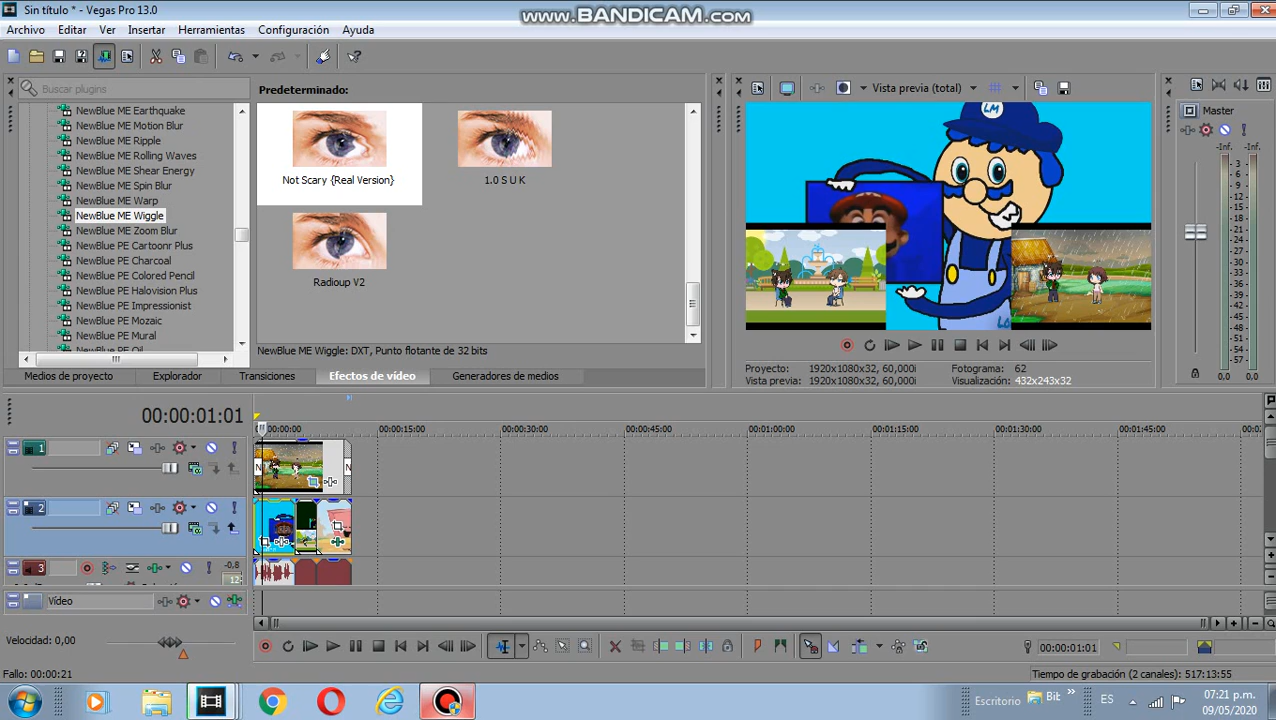 Sin título * - Vegas Pro 13.0
www.BANDICAM.com
Archivo Editar Ver Insertar Herramientas Configuración Ayuda
Buscar plugins
Predeterminado:
Vista previa (total)
NewBlue ME Earthquake
NewBlue ME Motion Blur
NewBlue ME Ripple
NewBlue ME Rolling Waves
NewBlue ME Shear Energy
NewBlue ME Spin Blur
NewBlue ME Warp
NewBlue ME Wiggle
NewBlue ME Zoom Blur
NewBlue PE Cartoonr Plus
NewBlue PE Charcoal
NewBlue PE Colored Pencil
NewBlue PE Halovision Plus
NewBlue PE Impressionist
NewBlue PE Mozaic
NewBlue PE Mural
NewBlue PE Oil
Not Scary {Real Version}
1.0 S U K
Radioup V2
NewBlue ME Wiggle: DXT, Punto flotante de 32 bits
Medios de proyecto Explorador Transiciones Efectos de vídeo Generadores de medios
LM
Proyecto: 1920x1080x32, 60,000i Fotograma: 62
Vista previa: 1920x1080x32, 60,000i Visualización: 432x243x32
Master
-Inf. -Inf.
3
6
9
12
15
18
21
24
27
30
33
36
39
42
45
48
51
54
57
0,0 0,0
00:00:01:01
00:00:15:00 00:00:30:00 00:00:45:00 00:01:00:00 00:01:15:00 00:01:30:00 00:01:45:00
1
2
3
-0,8
12
Vídeo
Velocidad: 0,00
Fallo: 00:00:21
00:00:01:01
Tiempo de grabación (2 canales): 517:13:55
Escritorio
Bib
ES
07:21 p.m.
09/05/2020